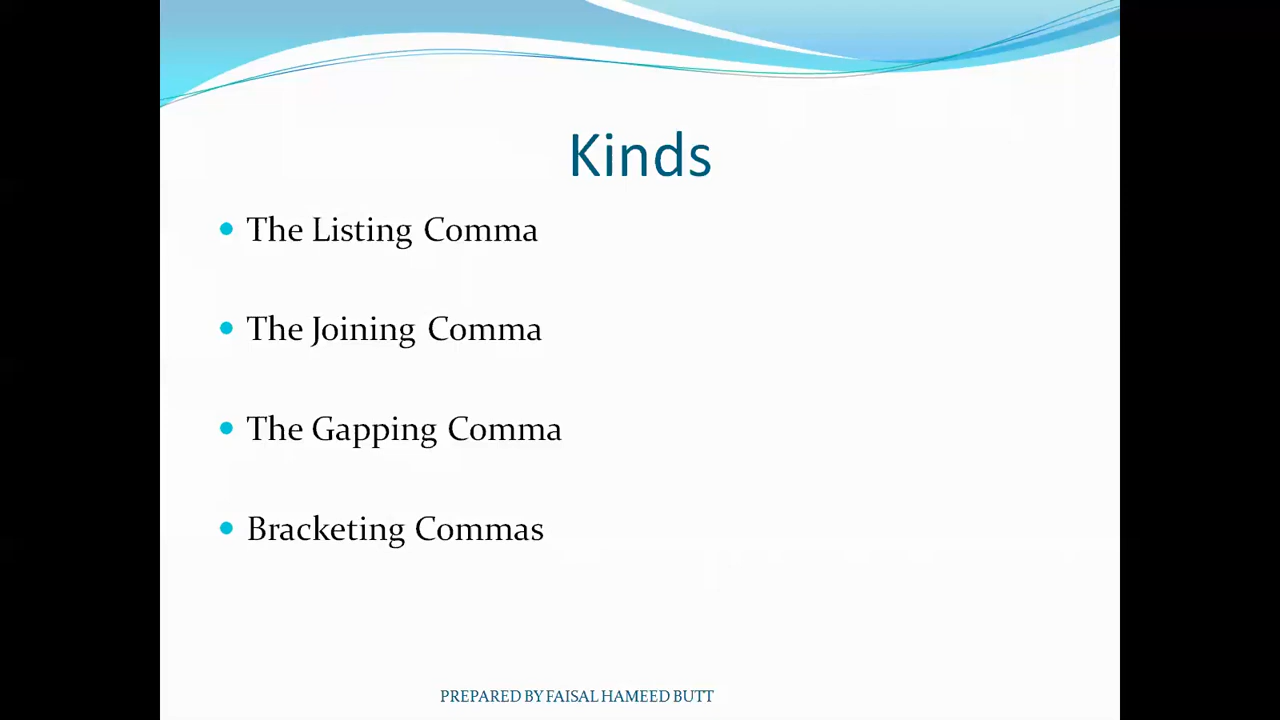 Kinds
• The Listing Comma
• The Joining Comma
• The Gapping Comma
• Bracketing Commas
PREPARED BY FAISAL HAMEED BUTT